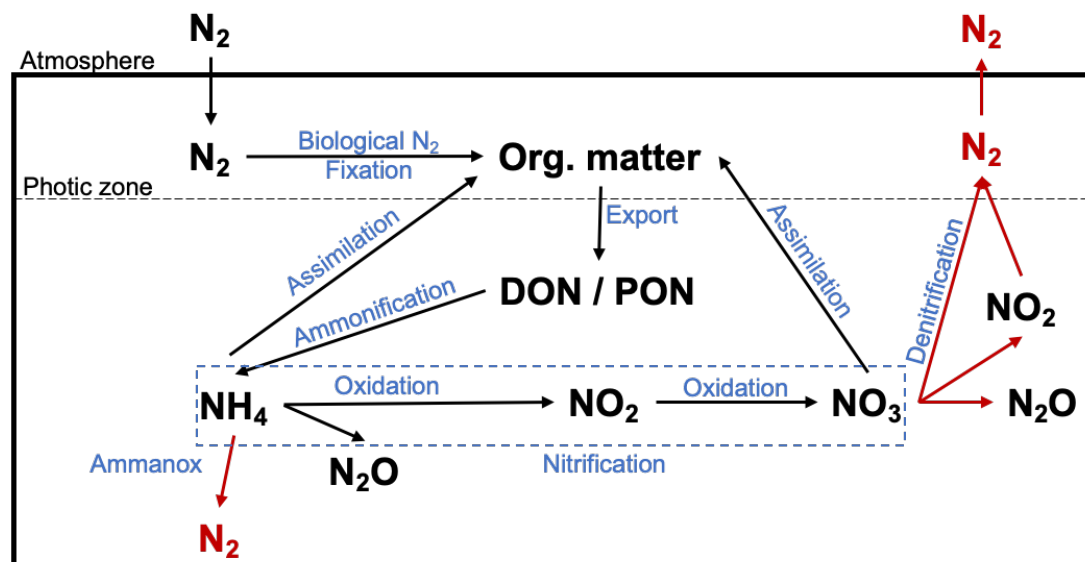 N₂
N₂
Atmosphere
N₂
Biological N₂
Fixation
Org. matter
N₂
Photic zone
Export
Assimilation
Assimilation
Denitrification
DON / PON
Ammonification
NO₂
NH₄
Oxidation
NO₂
Oxidation
NO₃
N₂O
Ammanox
N₂O
Nitrification
N₂